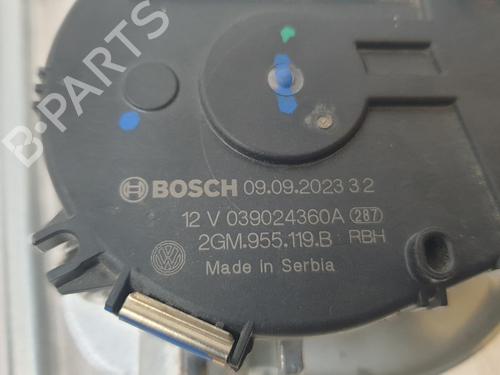 B-PARTS
BOSCH 09.09.2023 3 2
12 V 039024360A 287
2GM.955.119.B RBH
Made in Serbia